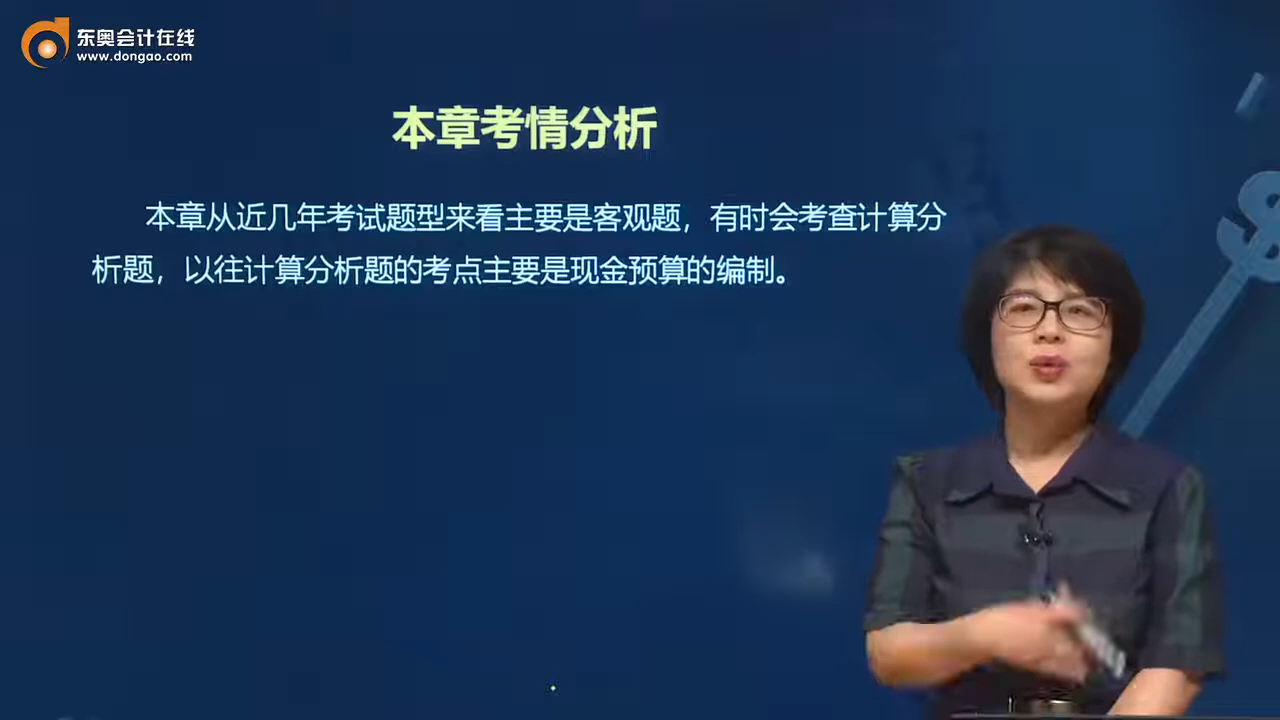 东奥会计在线
www.dongao.com
本章考情分析
本章从近几年考试题型来看主要是客观题，有时会考查计算分
析题，以往计算分析题的考点主要是现金预算的编制。